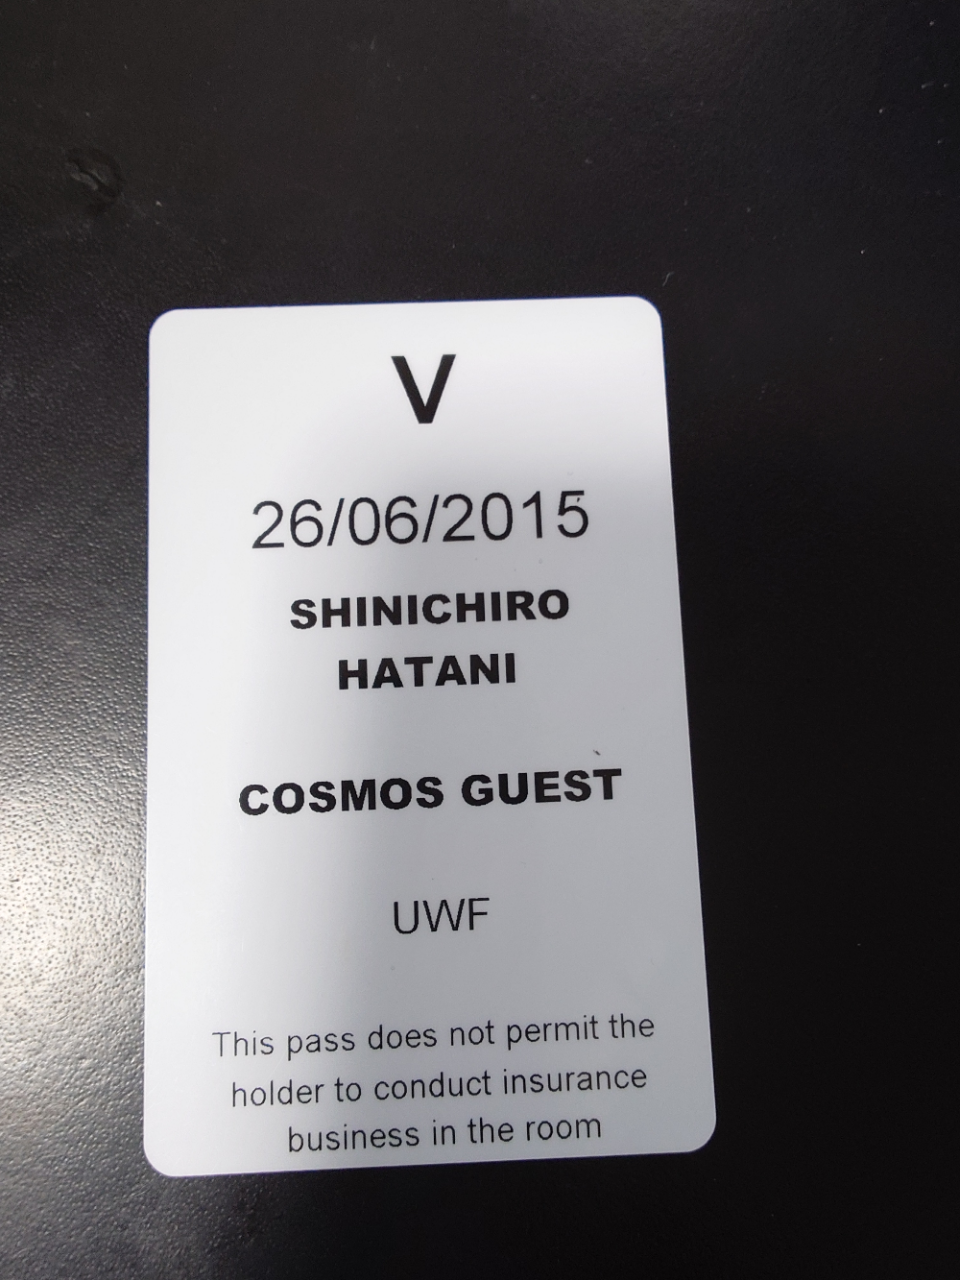 V
26/06/2015
SHINICHIRO
HATANI
COSMOS GUEST
UWF
This pass does not permit the
holder to conduct insurance
business in the room